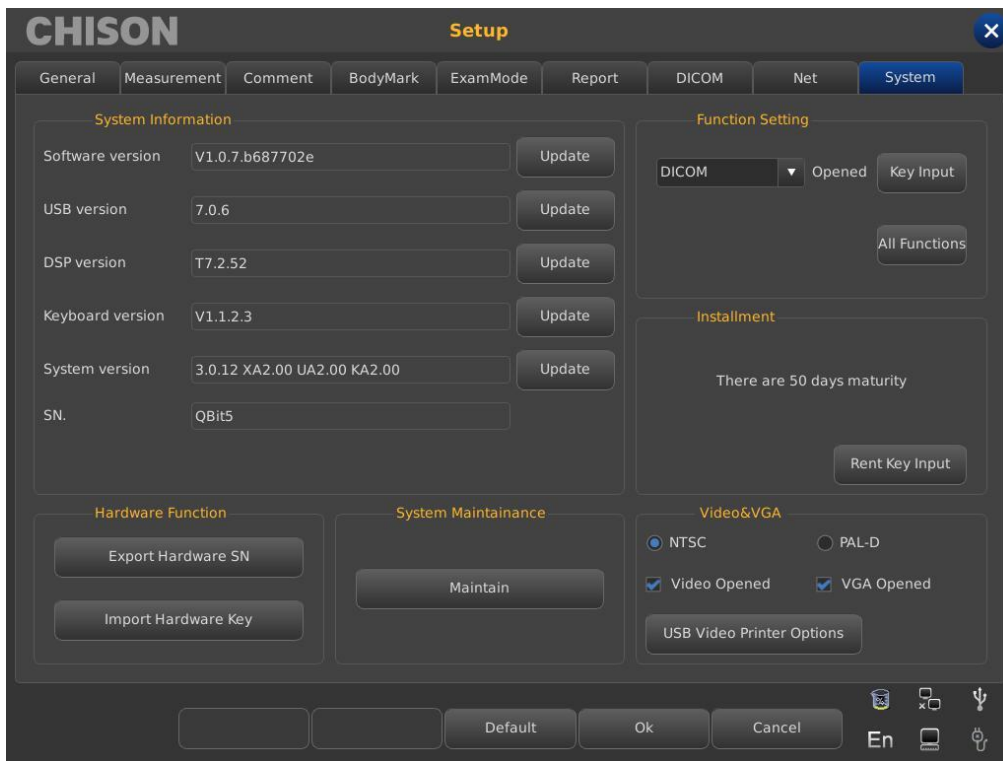 CHISON
Setup
General Measurement Comment BodyMark ExamMode Report DICOM Net System
System Information
Software version V1.0.7.b687702e Update
USB version 7.0.6 Update
DSP version T7.2.52 Update
Keyboard version V1.1.2.3 Update
System version 3.0.12 XA2.00 UA2.00 KA2.00 Update
SN. QBit5
Function Setting
DICOM Opened Key Input
All Functions
Installment
There are 50 days maturity
Rent Key Input
Hardware Function
Export Hardware SN
Import Hardware Key
System Maintainance
Maintain
Video&VGA
NTSC PAL-D
Video Opened VGA Opened
USB Video Printer Options
Default Ok Cancel
En